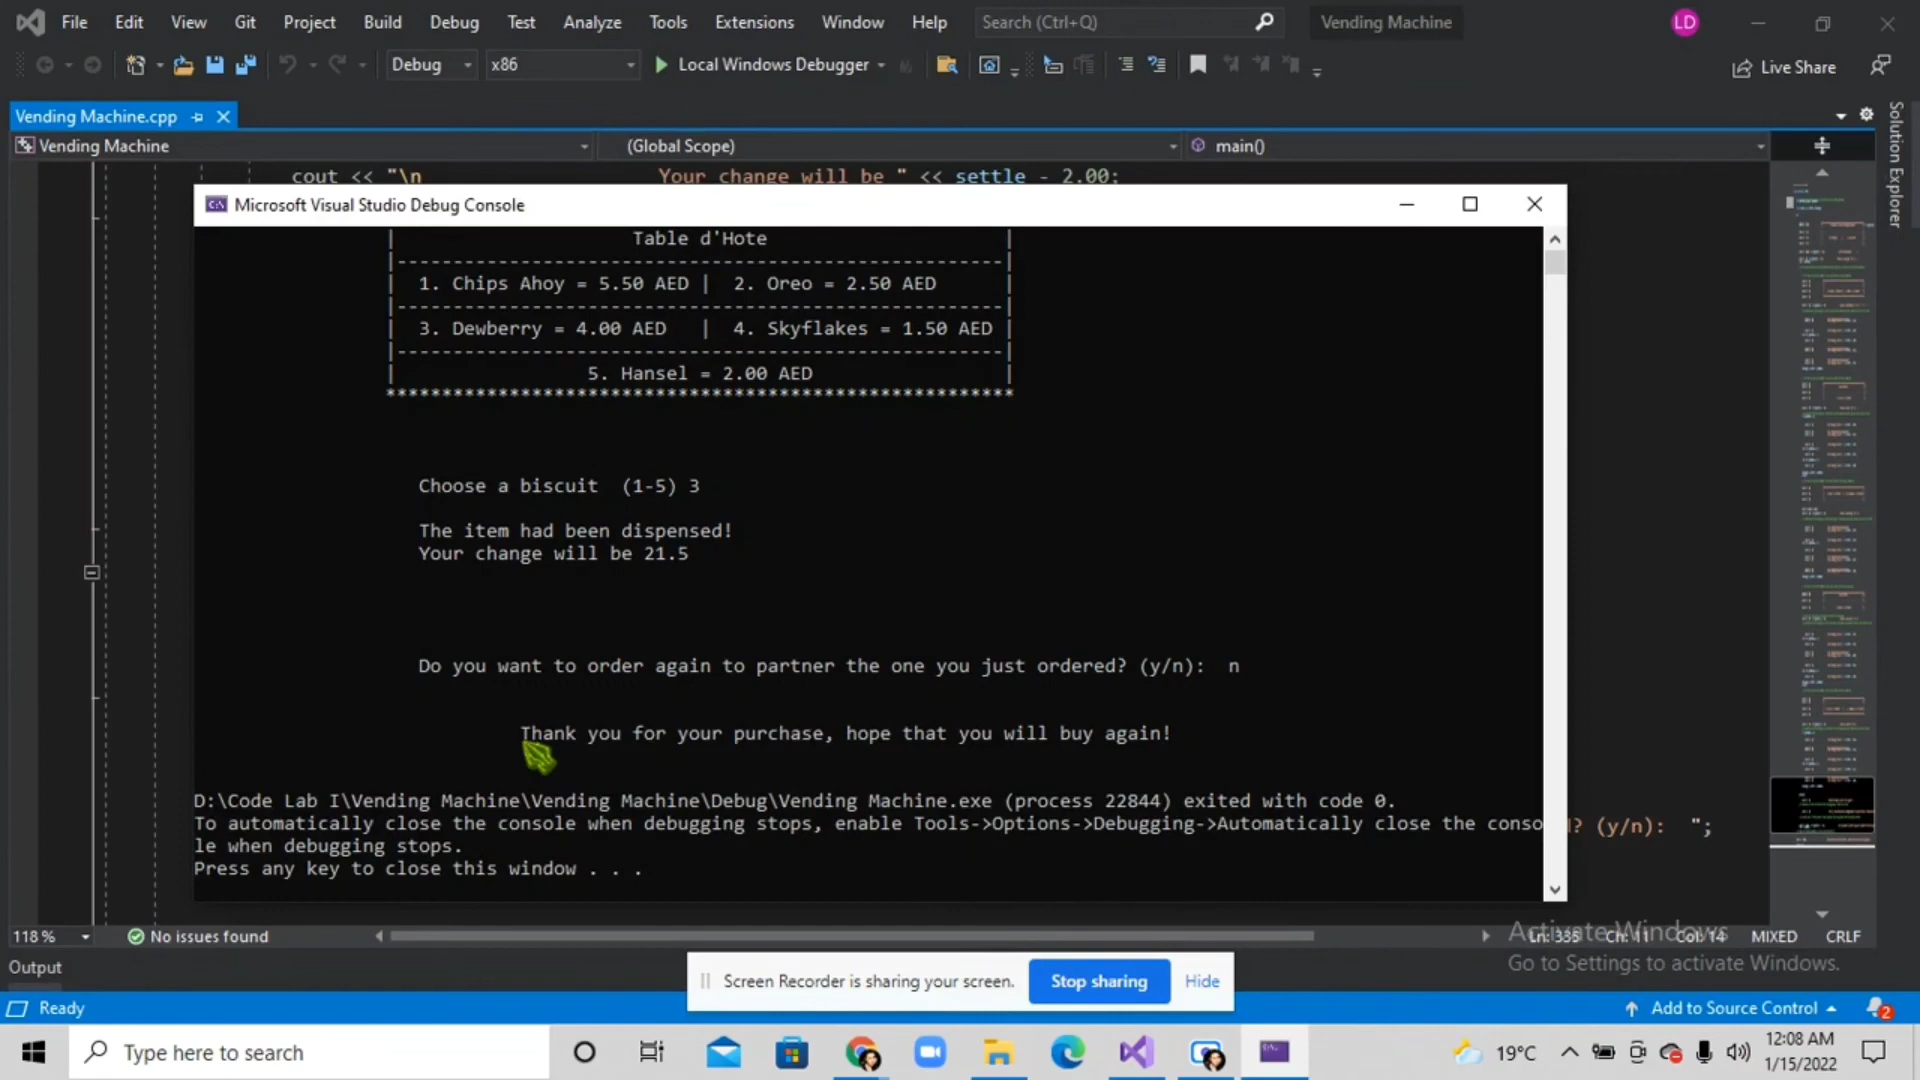 File Edit View Git Project Build Debug Test Analyze Tools Extensions Window Help Search (Ctrl+Q) Vending Machine LD
Debug x86 Local Windows Debugger Live Share
Vending Machine.cpp
Vending Machine (Global Scope) main()
Solution Explorer
cout << "\n Your change will be " << settle - 2.00;
Microsoft Visual Studio Debug Console
| Table d'Hote |
|------------------------------------------------------|
| 1. Chips Ahoy = 5.50 AED | 2. Oreo = 2.50 AED |
|------------------------------------------------------|
| 3. Dewberry = 4.00 AED | 4. Skyflakes = 1.50 AED |
|------------------------------------------------------|
| 5. Hansel = 2.00 AED |
********************************************************
Choose a biscuit (1-5) 3
The item had been dispensed!
Your change will be 21.5
Do you want to order again to partner the one you just ordered? (y/n): n
Thank you for your purchase, hope that you will buy again!
D:\Code Lab I\Vending Machine\Vending Machine\Debug\Vending Machine.exe (process 22844) exited with code 0.
To automatically close the console when debugging stops, enable Tools->Options->Debugging->Automatically close the conso
? (y/n): ";
le when debugging stops.
Press any key to close this window . . .
118 % No issues found Ln: 335 Ch: 11 Col: 14 MIXED CRLF
Activate Windows
Go to Settings to activate Windows.
Output
Screen Recorder is sharing your screen. Stop sharing Hide
Ready Add to Source Control 2
Type here to search 19°C 12:08 AM
1/15/2022